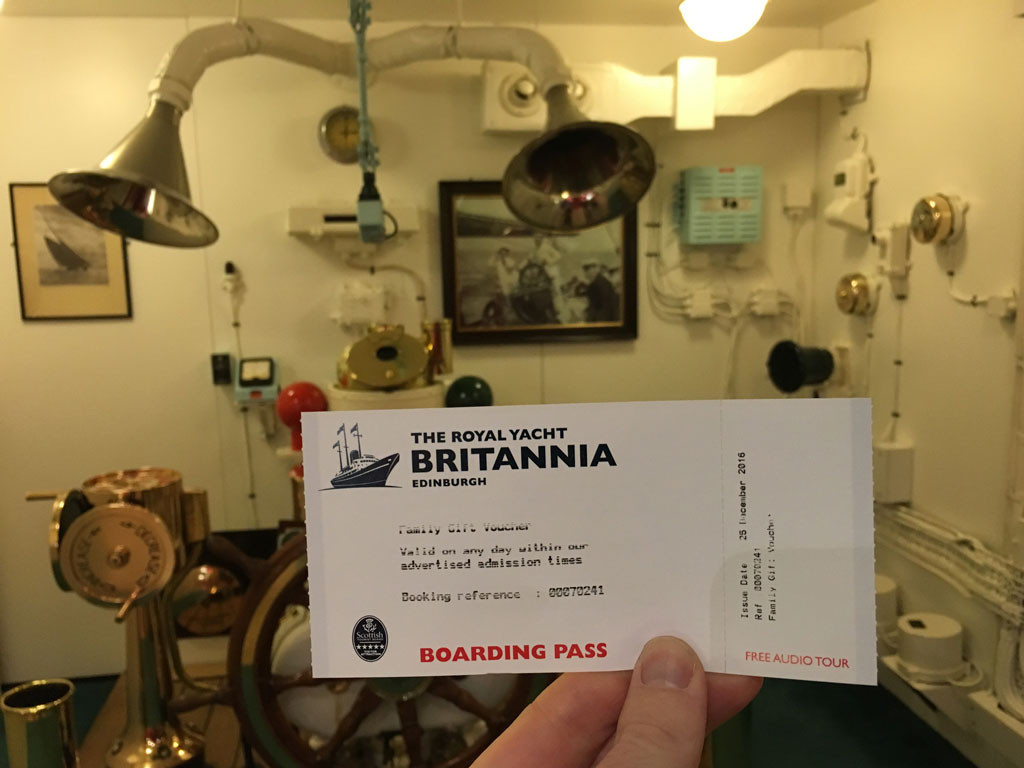 THE ROYAL YACHT
BRITANNIA
EDINBURGH
Family Gift Voucher
Valid on any day within our
advertised admission times
Booking reference : 00070241
Scottish
★★★★★
BOARDING PASS
Issue Date 25 December 2016
Ref 00070241
Family Gift Voucher
FREE AUDIO TOUR